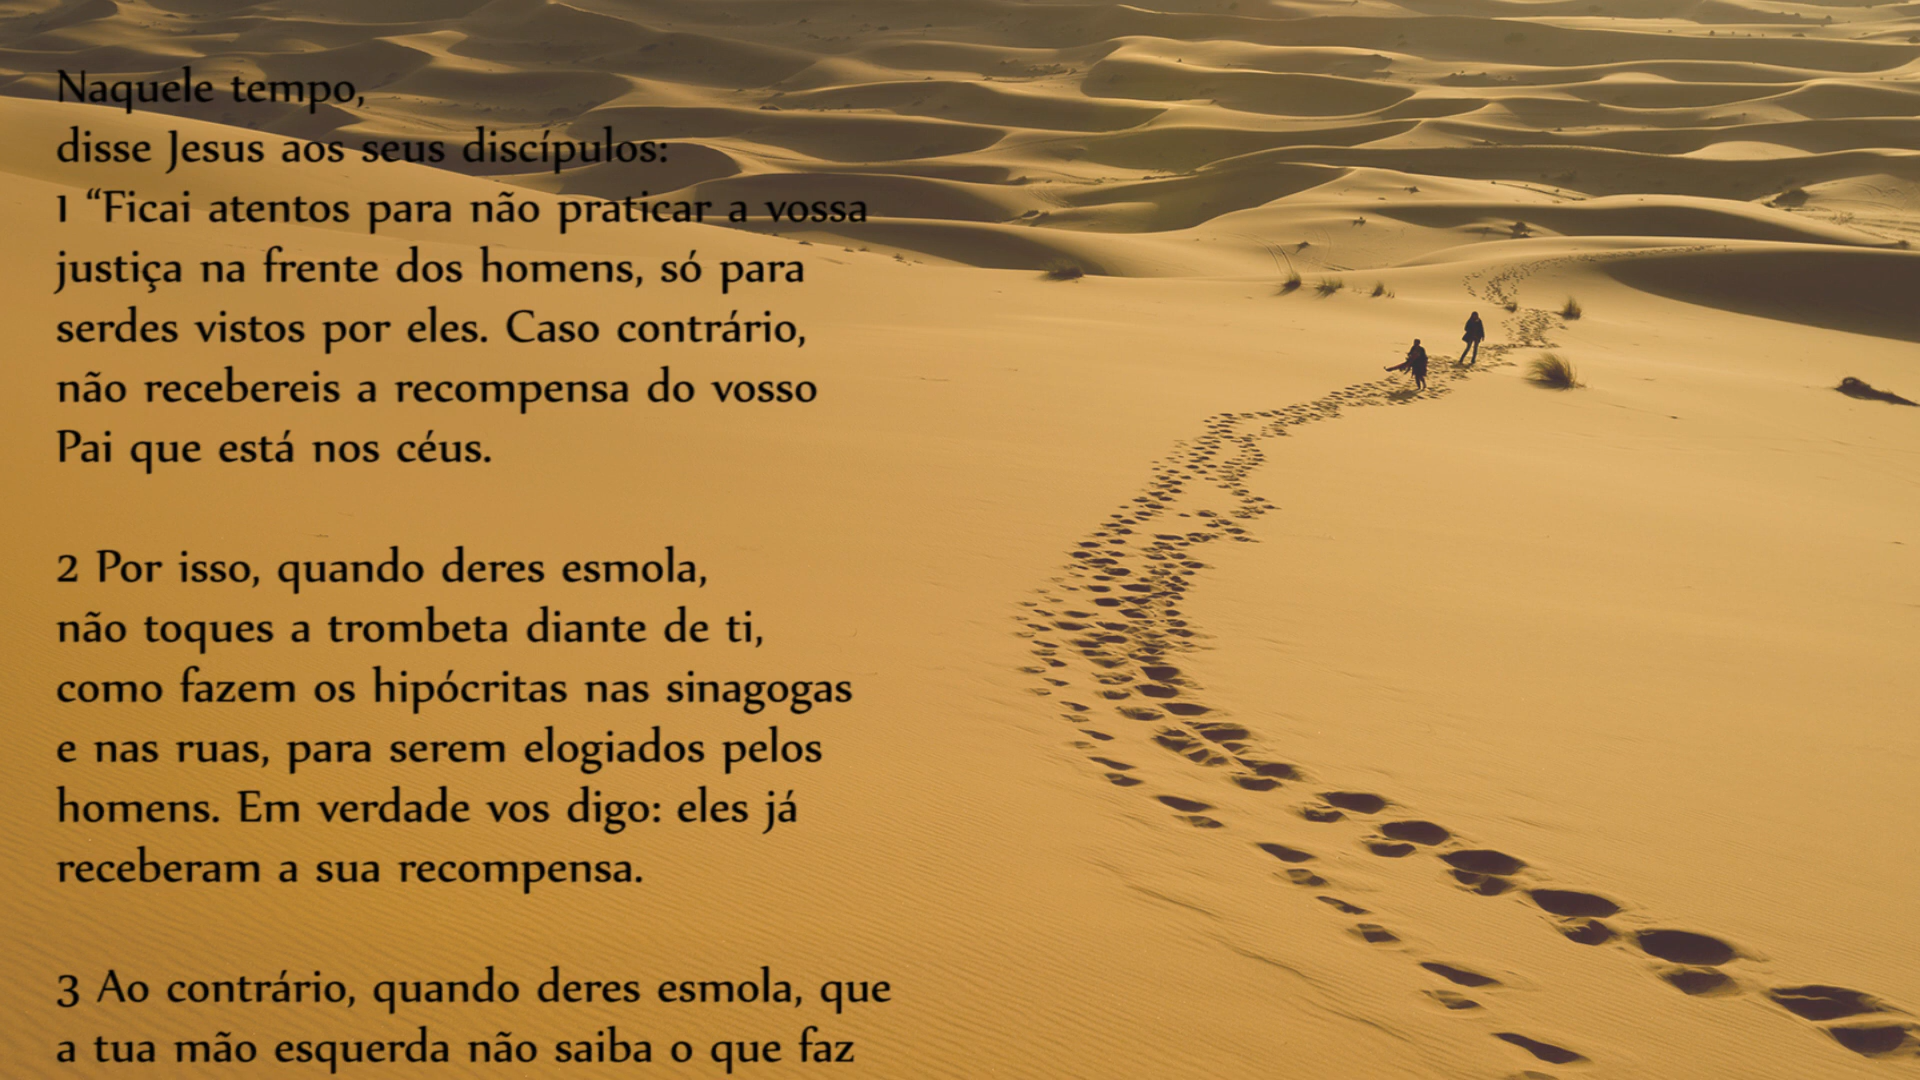 Naquele tempo,
disse Jesus aos seus discípulos:
1 “Ficai atentos para não praticar a vossa
justiça na frente dos homens, só para
serdes vistos por eles. Caso contrário,
não recebereis a recompensa do vosso
Pai que está nos céus.
2 Por isso, quando deres esmola,
não toques a trombeta diante de ti,
como fazem os hipócritas nas sinagogas
e nas ruas, para serem elogiados pelos
homens. Em verdade vos digo: eles já
receberam a sua recompensa.
3 Ao contrário, quando deres esmola, que
a tua mão esquerda não saiba o que faz